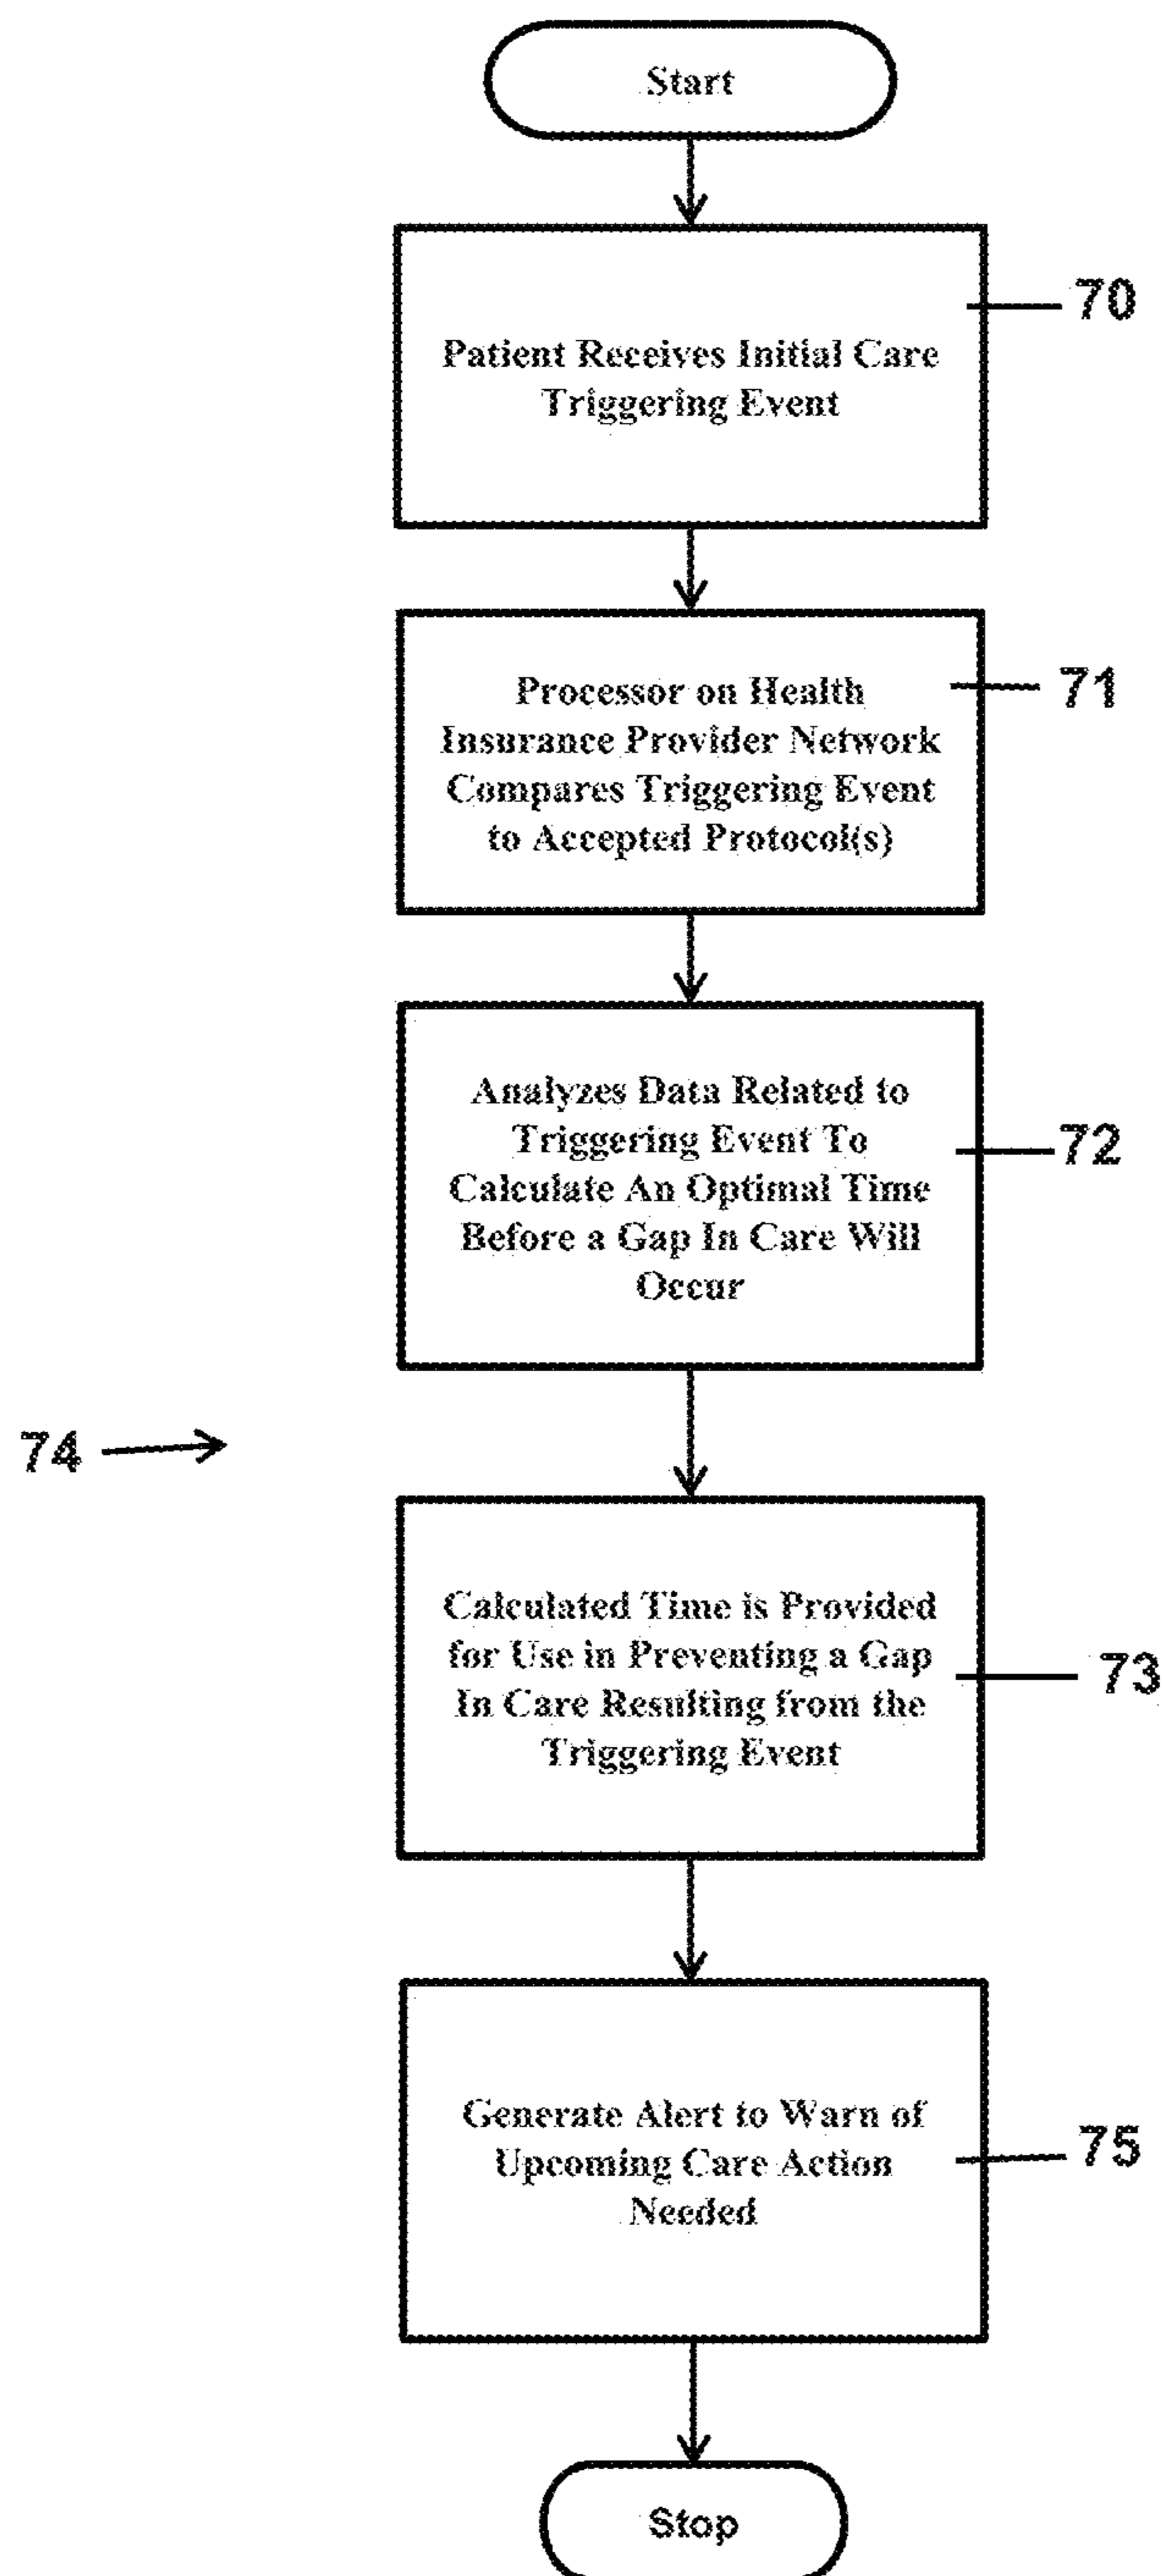 Start
70
Patient Receives Initial Care
Triggering Event
71
Processor on Health
Insurance Provider Network
Compares Triggering Event
to Accepted Protocol(s)
72
Analyzes Data Related to
Triggering Event To
Calculate An Optimal Time
Before a Gap In Care Will
Occur
74
73
Calculated Time is Provided
for Use in Preventing a Gap
In Care Resulting from the
Triggering Event
75
Generate Alert to Warn of
Upcoming Care Action
Needed
Stop